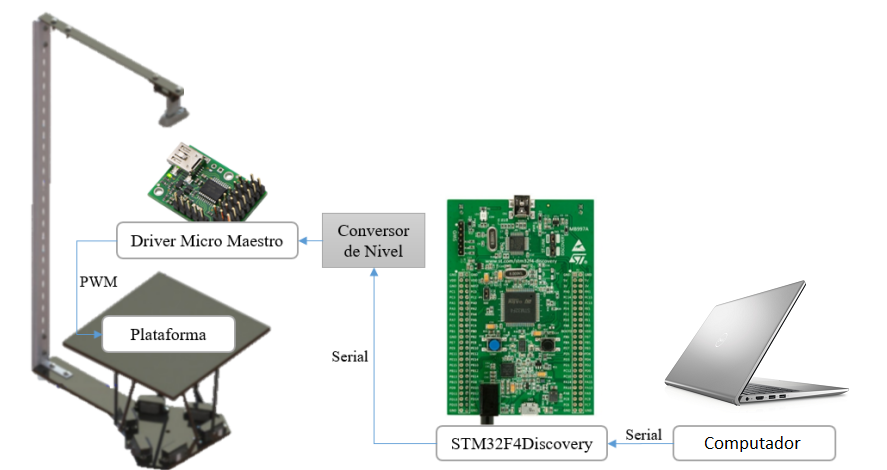 Driver Micro Maestro
Conversor
de Nivel
PWM
Plataforma
Serial
STM32F4Discovery
Serial
Computador